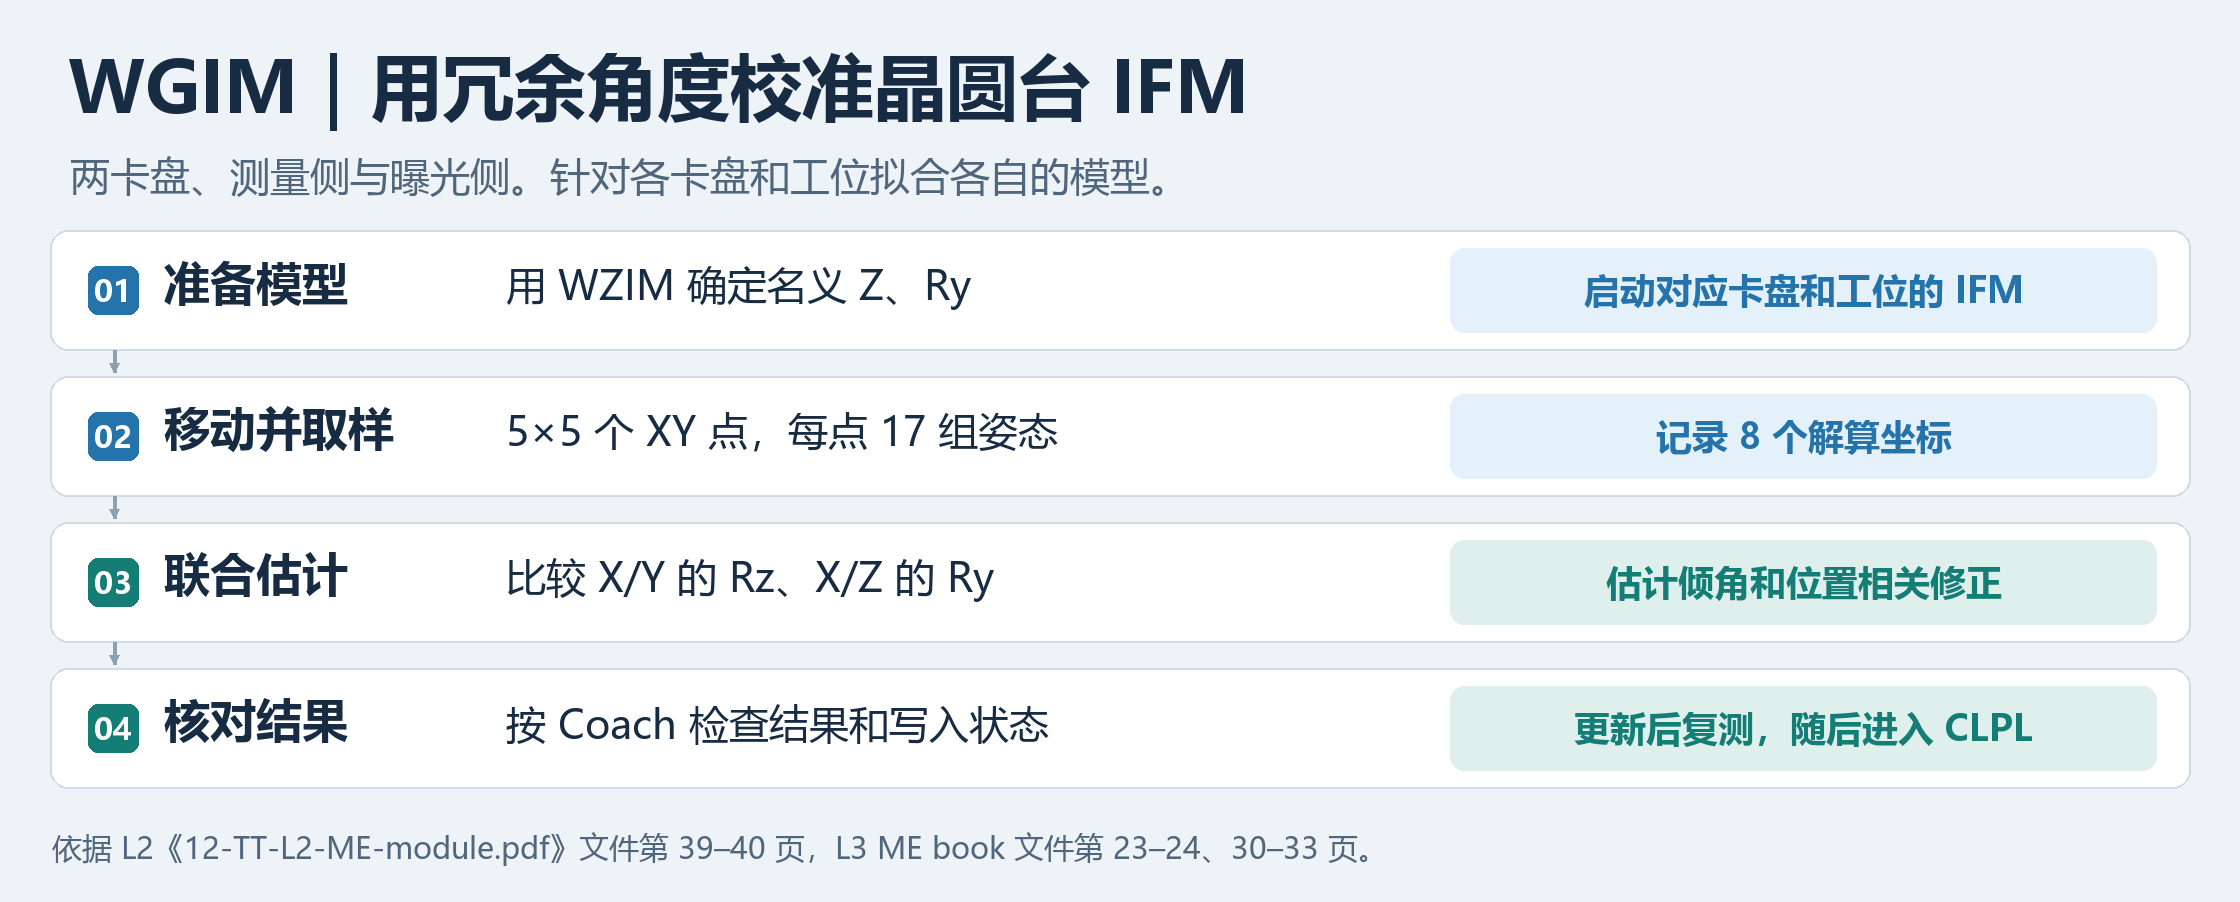 WGIM | 用冗余角度校准晶圆台 IFM
两卡盘、测量侧与曝光侧。针对各卡盘和工位拟合各自的模型。
01 准备模型 用 WZIM 确定名义 Z、Ry 启动对应卡盘和工位的 IFM
02 移动并取样 5×5 个 XY 点，每点 17 组姿态 记录 8 个解算坐标
03 联合估计 比较 X/Y 的 Rz、X/Z 的 Ry 估计倾角和位置相关修正
04 核对结果 按 Coach 检查结果和写入状态 更新后复测，随后进入 CLPL
依据 L2《12-TT-L2-ME-module.pdf》文件第 39–40 页，L3 ME book 文件第 23–24、30–33 页。